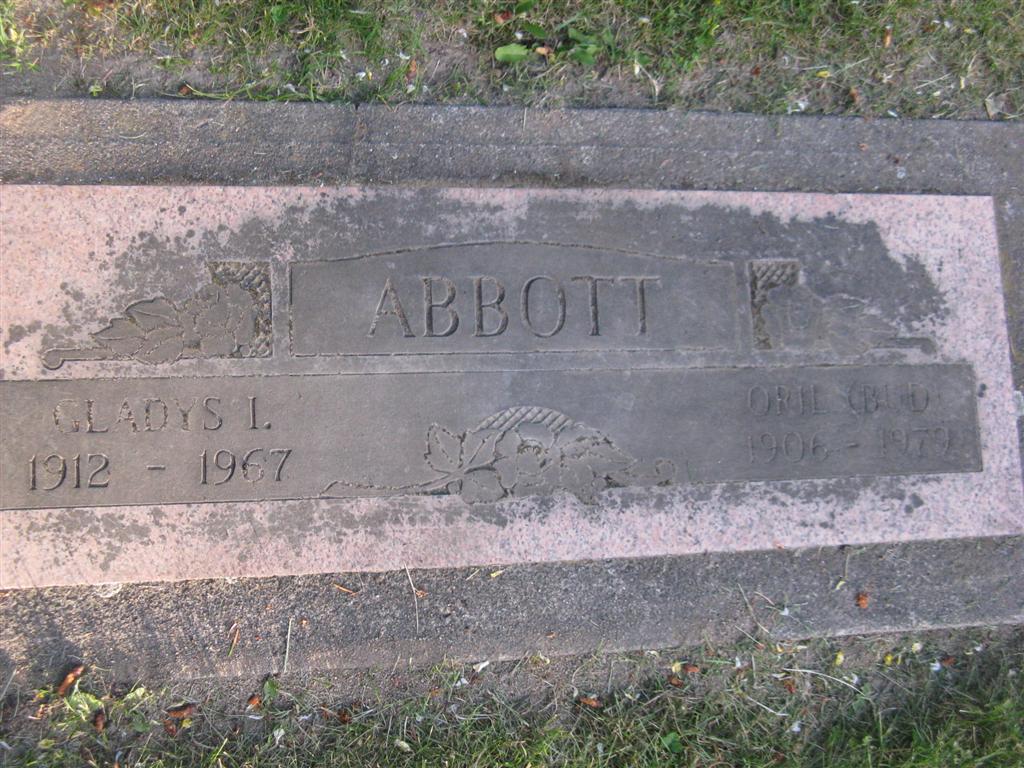 ABBOTT
GLADYS I.
1912 - 1967
ORIL (BUD)
1906 - 1979